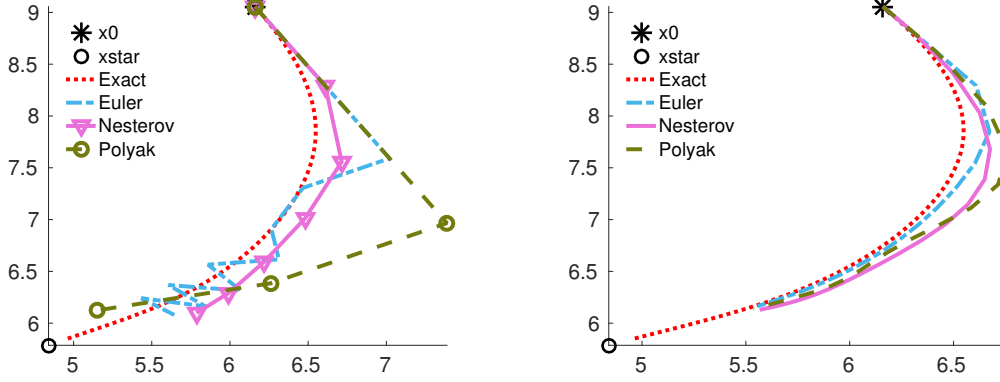 9
8.5
8
7.5
7
6.5
6
5 5.5 6 6.5 7
x0
xstar
Exact
Euler
Nesterov
Polyak
9
8.5
8
7.5
7
6.5
6
5 5.5 6 6.5
x0
xstar
Exact
Euler
Nesterov
Polyak